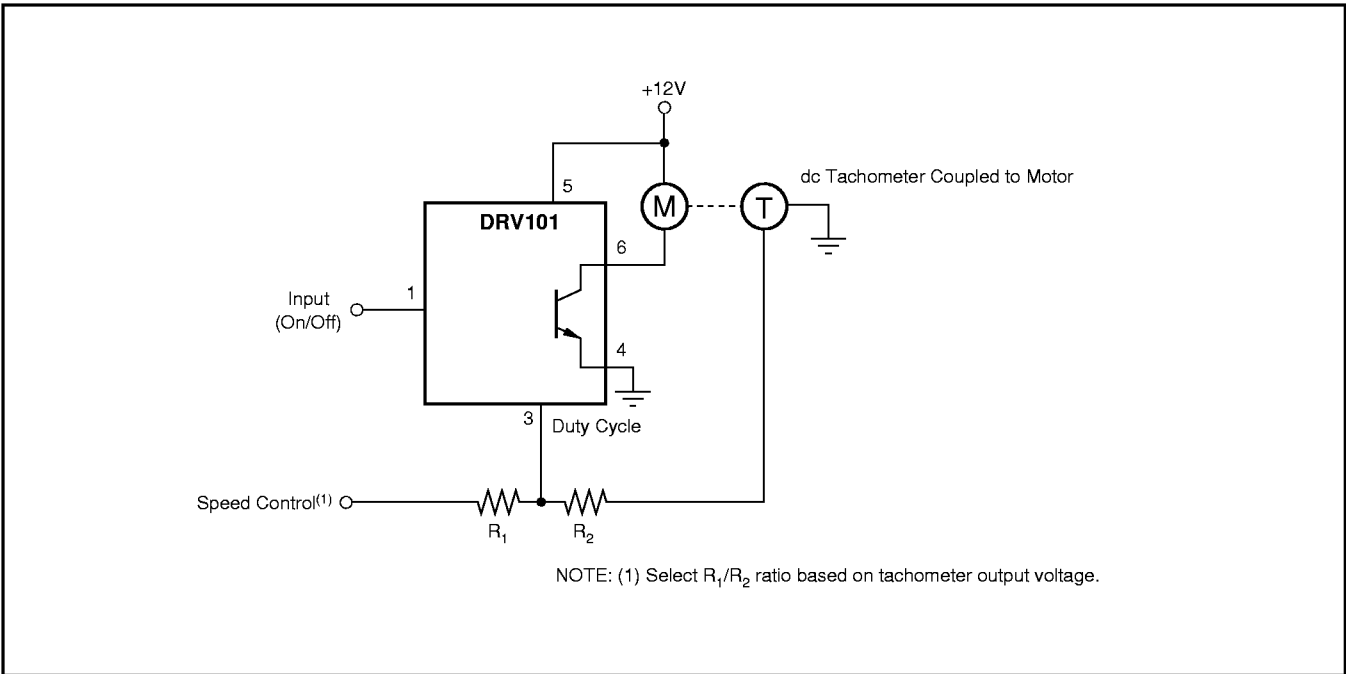 +12V
5
dc Tachometer Coupled to Motor
M
T
DRV101
6
1
Input
(On/Off)
4
3
Duty Cycle
Speed Control(1)
R1
R2
NOTE: (1) Select R1/R2 ratio based on tachometer output voltage.